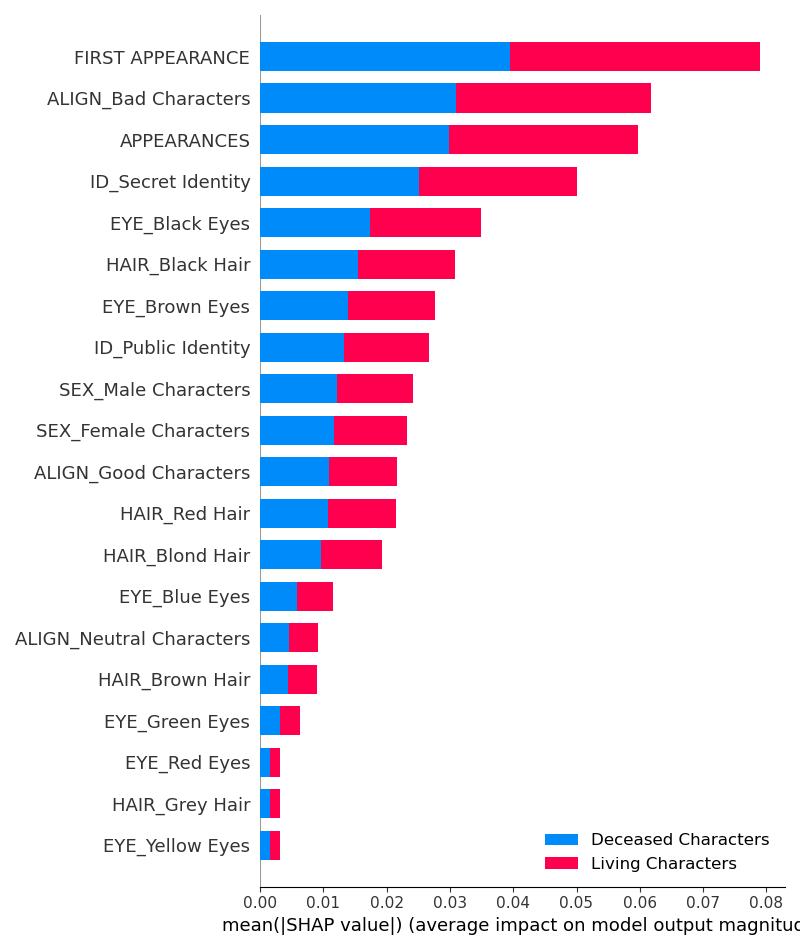 FIRST APPEARANCE
ALIGN_Bad Characters
APPEARANCES
ID_Secret Identity
EYE_Black Eyes
HAIR_Black Hair
EYE_Brown Eyes
ID_Public Identity
SEX_Male Characters
SEX_Female Characters
ALIGN_Good Characters
HAIR_Red Hair
HAIR_Blond Hair
EYE_Blue Eyes
ALIGN_Neutral Characters
HAIR_Brown Hair
EYE_Green Eyes
EYE_Red Eyes
HAIR_Grey Hair
EYE_Yellow Eyes
Deceased Characters
Living Characters
0.00 0.01 0.02 0.03 0.04 0.05 0.06 0.07 0.08
mean(|SHAP value|) (average impact on model output magnitud